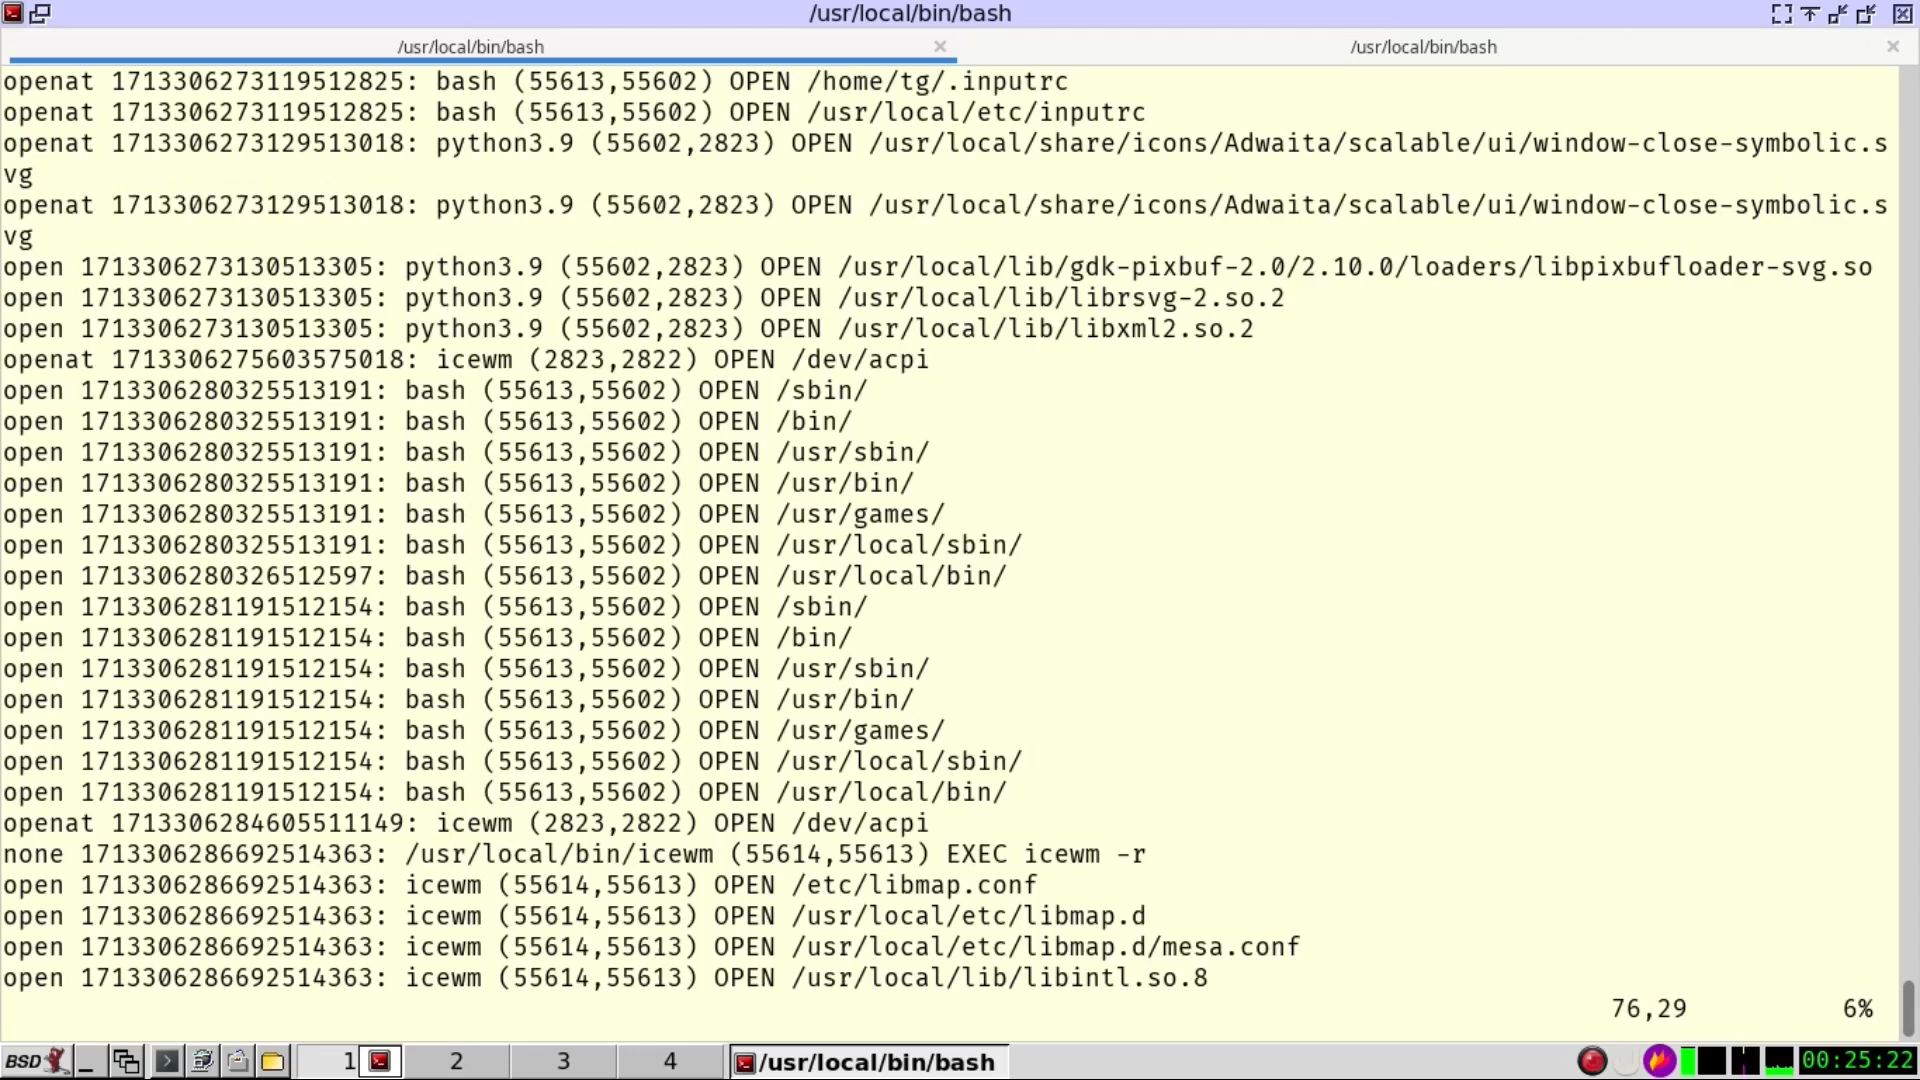 /usr/local/bin/bash
/usr/local/bin/bash
/usr/local/bin/bash
openat 1713306273119512825: bash (55613,55602) OPEN /home/tg/.inputrc
openat 1713306273119512825: bash (55613,55602) OPEN /usr/local/etc/inputrc
openat 1713306273129513018: python3.9 (55602,2823) OPEN /usr/local/share/icons/Adwaita/scalable/ui/window-close-symbolic.s
vg
openat 1713306273129513018: python3.9 (55602,2823) OPEN /usr/local/share/icons/Adwaita/scalable/ui/window-close-symbolic.s
vg
open 1713306273130513305: python3.9 (55602,2823) OPEN /usr/local/lib/gdk-pixbuf-2.0/2.10.0/loaders/libpixbufloader-svg.so
open 1713306273130513305: python3.9 (55602,2823) OPEN /usr/local/lib/librsvg-2.so.2
open 1713306273130513305: python3.9 (55602,2823) OPEN /usr/local/lib/libxml2.so.2
openat 1713306275603575018: icewm (2823,2822) OPEN /dev/acpi
open 1713306280325513191: bash (55613,55602) OPEN /sbin/
open 1713306280325513191: bash (55613,55602) OPEN /bin/
open 1713306280325513191: bash (55613,55602) OPEN /usr/sbin/
open 1713306280325513191: bash (55613,55602) OPEN /usr/bin/
open 1713306280325513191: bash (55613,55602) OPEN /usr/games/
open 1713306280325513191: bash (55613,55602) OPEN /usr/local/sbin/
open 1713306280326512597: bash (55613,55602) OPEN /usr/local/bin/
open 1713306281191512154: bash (55613,55602) OPEN /sbin/
open 1713306281191512154: bash (55613,55602) OPEN /bin/
open 1713306281191512154: bash (55613,55602) OPEN /usr/sbin/
open 1713306281191512154: bash (55613,55602) OPEN /usr/bin/
open 1713306281191512154: bash (55613,55602) OPEN /usr/games/
open 1713306281191512154: bash (55613,55602) OPEN /usr/local/sbin/
open 1713306281191512154: bash (55613,55602) OPEN /usr/local/bin/
openat 1713306284605511149: icewm (2823,2822) OPEN /dev/acpi
none 1713306286692514363: /usr/local/bin/icewm (55614,55613) EXEC icewm -r
open 1713306286692514363: icewm (55614,55613) OPEN /etc/libmap.conf
open 1713306286692514363: icewm (55614,55613) OPEN /usr/local/etc/libmap.d
open 1713306286692514363: icewm (55614,55613) OPEN /usr/local/etc/libmap.d/mesa.conf
open 1713306286692514363: icewm (55614,55613) OPEN /usr/local/lib/libintl.so.8
76,29 6%
BSD 1 2 3 4 /usr/local/bin/bash 00:25:22